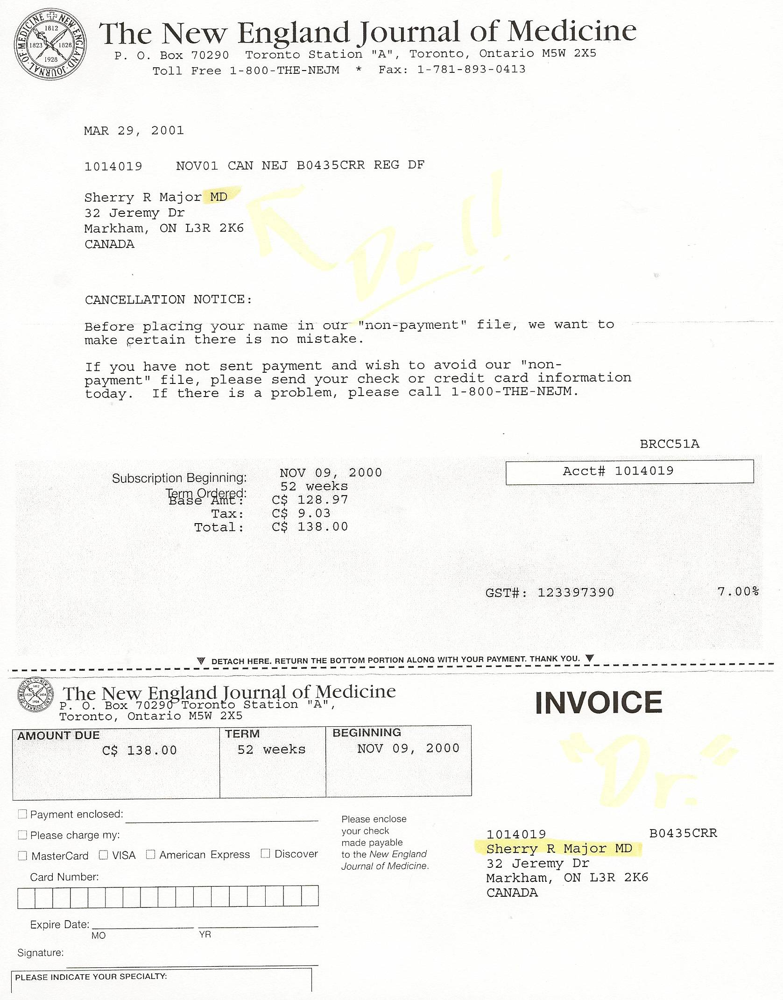 MEDICINE NEW ENGLAND JOURNAL OF
1812
1823 1828
1928
The New England Journal of Medicine
P. O. Box 70290 Toronto Station "A", Toronto, Ontario M5W 2X5
Toll Free 1-800-THE-NEJM * Fax: 1-781-893-0413
MAR 29, 2001
1014019 NOV01 CAN NEJ B0435CRR REG DF
Sherry R Major MD
32 Jeremy Dr
Markham, ON L3R 2K6
CANADA
Dr !!
CANCELLATION NOTICE:
Before placing your name in our "non-payment" file, we want to
make certain there is no mistake.
If you have not sent payment and wish to avoid our "non-
payment" file, please send your check or credit card information
today. If there is a problem, please call 1-800-THE-NEJM.
BRCC51A
Acct# 1014019
Subscription Beginning: NOV 09, 2000
Term Ordered: 52 weeks
Base Amt: C$ 128.97
Tax: C$ 9.03
Total: C$ 138.00
GST#: 123397390 7.00%
DETACH HERE. RETURN THE BOTTOM PORTION ALONG WITH YOUR PAYMENT. THANK YOU.
The New England Journal of Medicine
P. O. Box 70290 Toronto Station "A",
Toronto, Ontario M5W 2X5
INVOICE
AMOUNT DUE TERM BEGINNING
C$ 138.00 52 weeks NOV 09, 2000
"Dr."
Payment enclosed:
Please charge my:
MasterCard VISA American Express Discover
Card Number:
Expire Date:
MO YR
Signature:
PLEASE INDICATE YOUR SPECIALTY:
Please enclose
your check
made payable
to the New England
Journal of Medicine.
1014019 B0435CRR
Sherry R Major MD
32 Jeremy Dr
Markham, ON L3R 2K6
CANADA